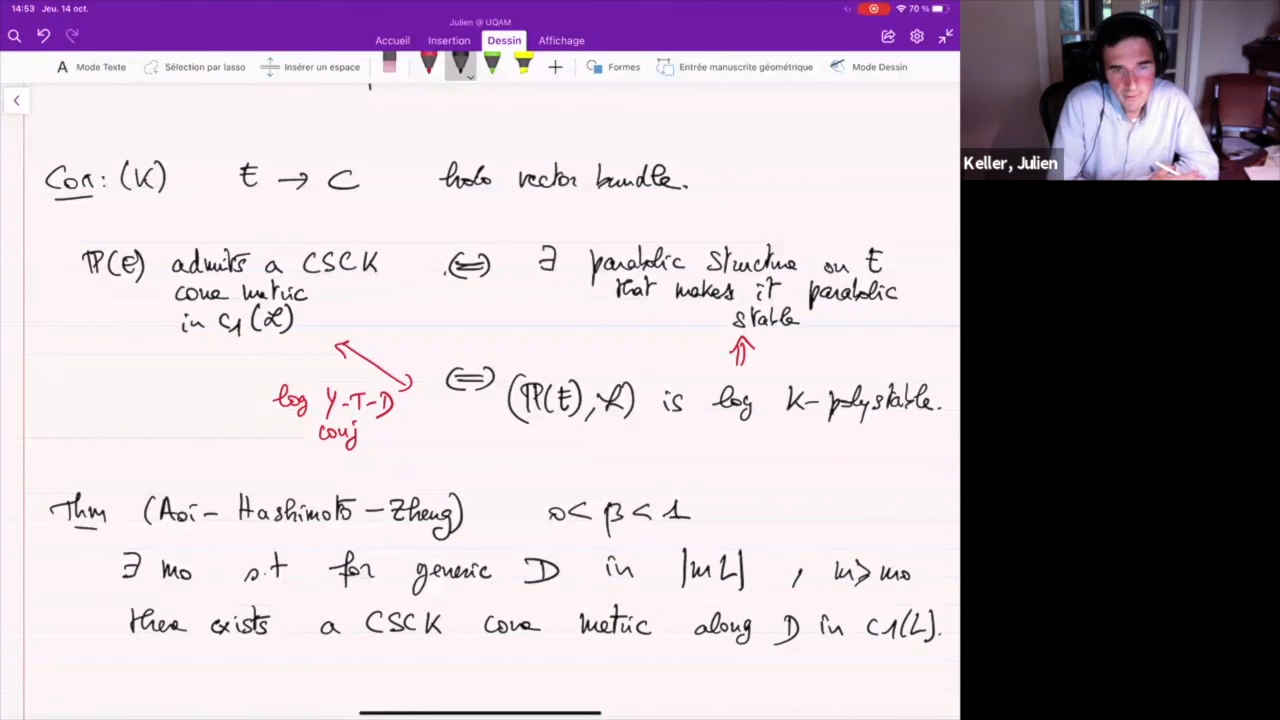 14:53 Jeu. 14 oct.
70 %
Julien @ UQAM
Accueil Insertion Dessin Affichage
A Mode Texte Sélection par lasso Insérer un espace Formes Entrée manuscrite géométrique Mode Dessin
Keller, Julien
Cor: (K) E → C holo vector bundle.
P(E) admits a CSCK ⇔ ∃ parabolic structure on E
cone metric that makes it parabolic
in c1(L) stable
⇑
⇔ (P(E), L) is log K-polystable.
log Y-T-D
conj
Thm (Aoi-Hashimoto-Zheng) 0<β<1
∃ mo s.t for generic D in |mL|, m≥mo
there exists a CSCK cone metric along D in c1(L).